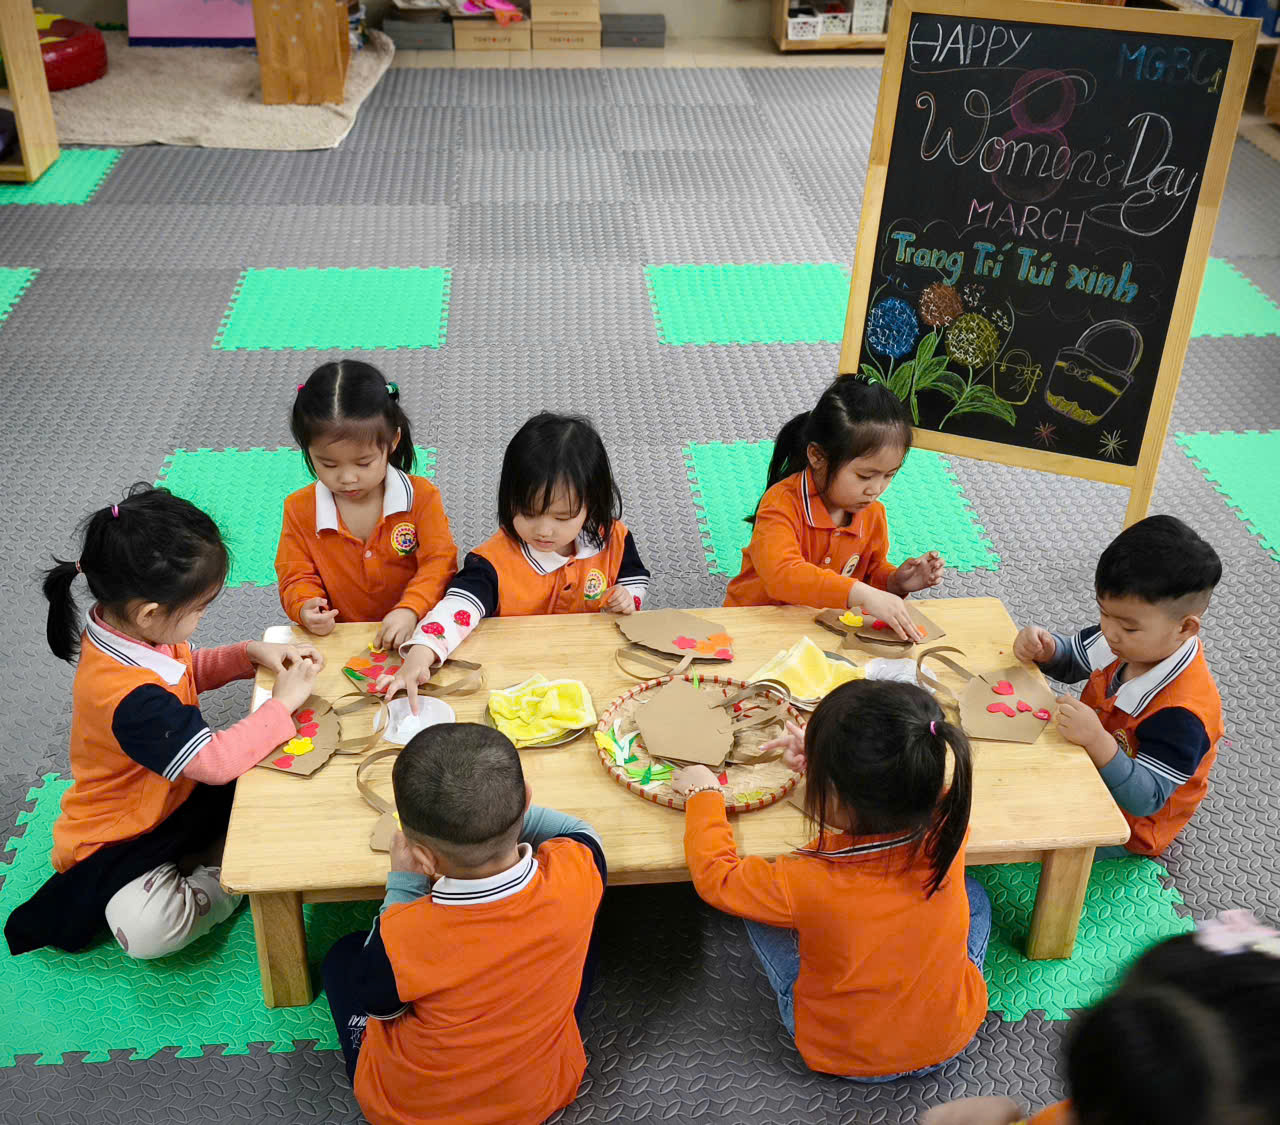 HAPPY
MGBC1
8
Women's Day
MARCH
Trang Trí Túi xinh